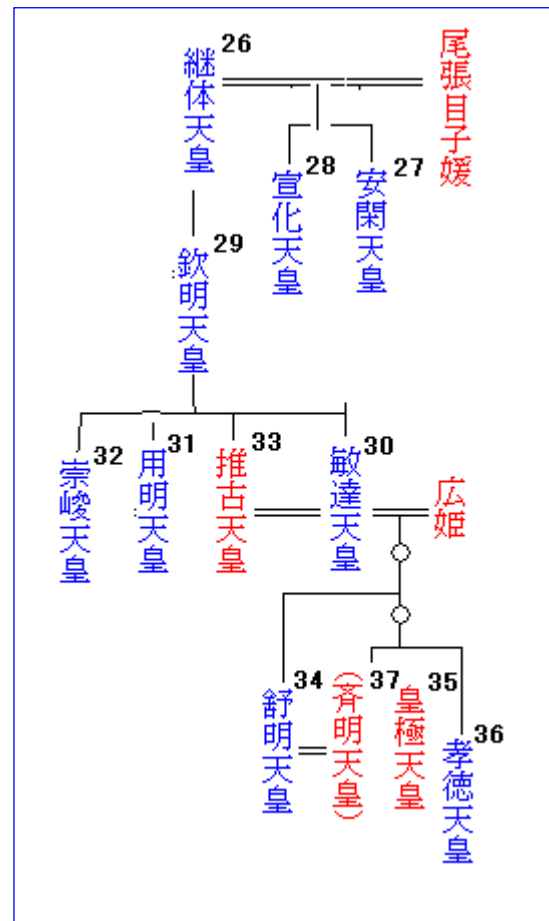 26
継体天皇
尾張目子媛
28
宣化天皇
27
安閑天皇
29
欽明天皇
32
崇峻天皇
31
用明天皇
33
推古天皇
30
敏達天皇
広姫
34
舒明天皇
37
（斉明天皇）
35
皇極天皇
36
孝徳天皇